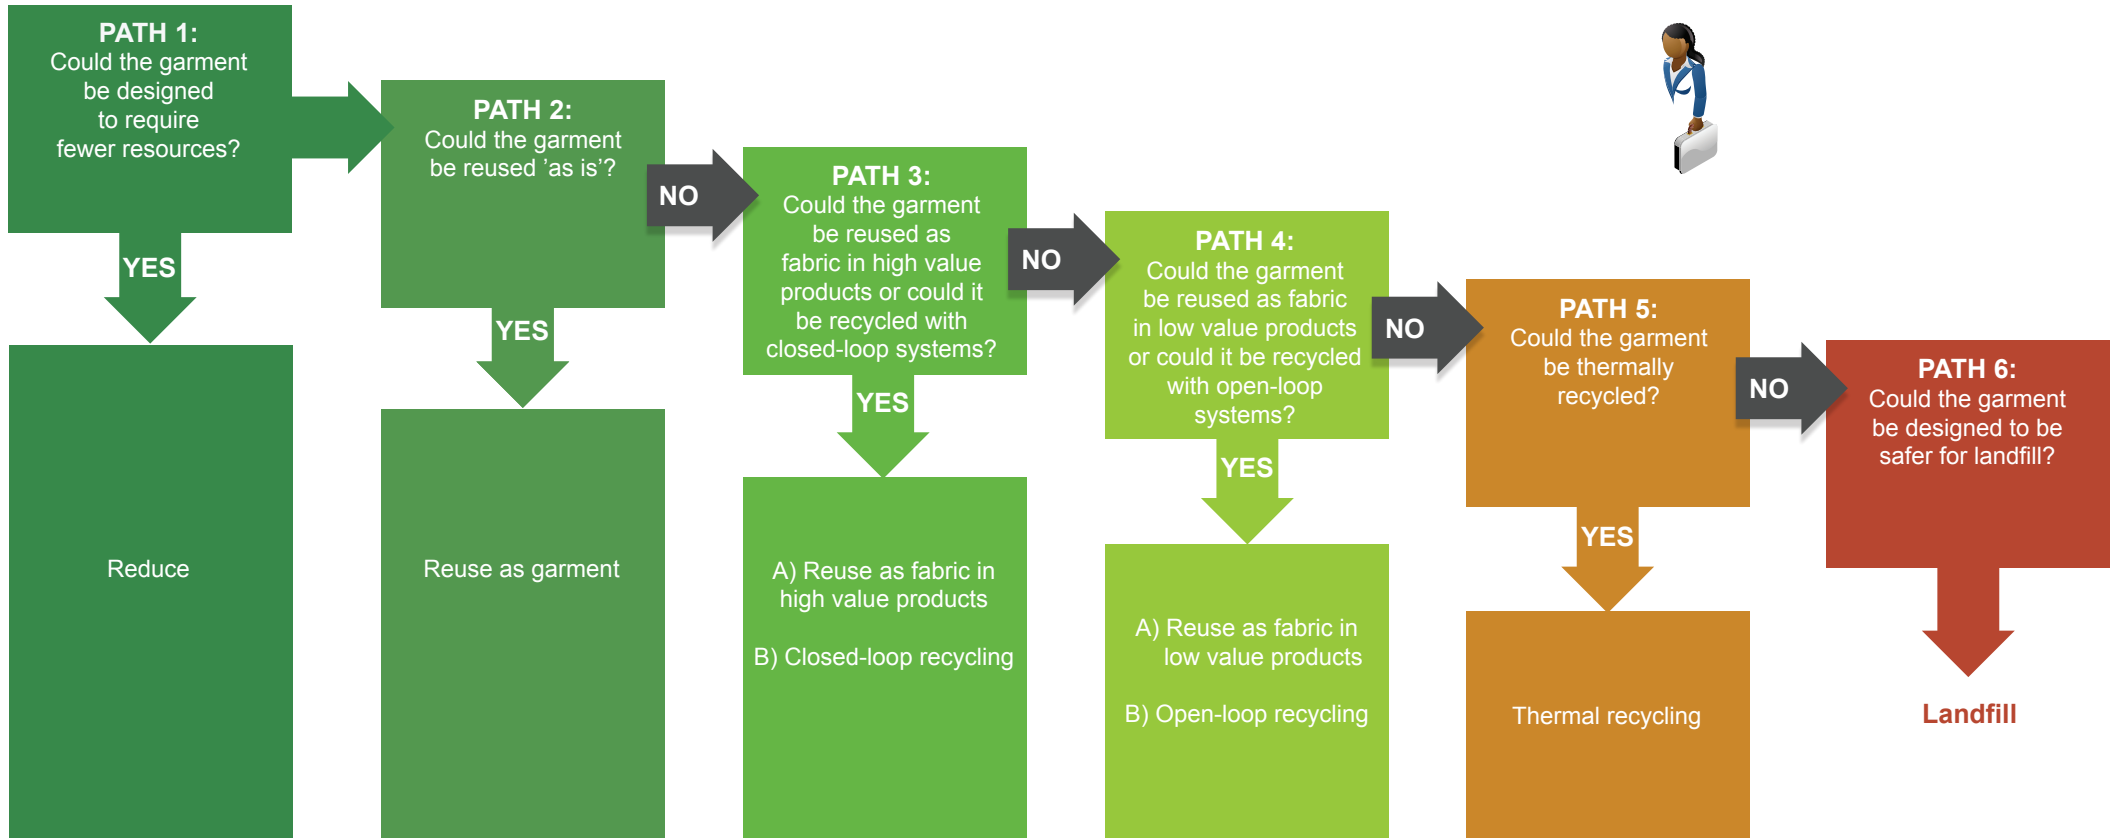 PATH 1:
Could the garment
be designed
to require
fewer resources?
YES
Reduce
PATH 2:
Could the garment
be reused 'as is'?
NO
YES
Reuse as garment
PATH 3:
Could the garment
be reused as
fabric in high value
products or could it
be recycled with
closed-loop systems?
NO
YES
A) Reuse as fabric in
high value products
B) Closed-loop recycling
PATH 4:
Could the garment
be reused as fabric
in low value products
or could it be recycled
with open-loop
systems?
NO
YES
A) Reuse as fabric in
low value products
B) Open-loop recycling
PATH 5:
Could the garment
be thermally
recycled?
NO
YES
Thermal recycling
PATH 6:
Could the garment
be designed to be
safer for landfill?
Landfill